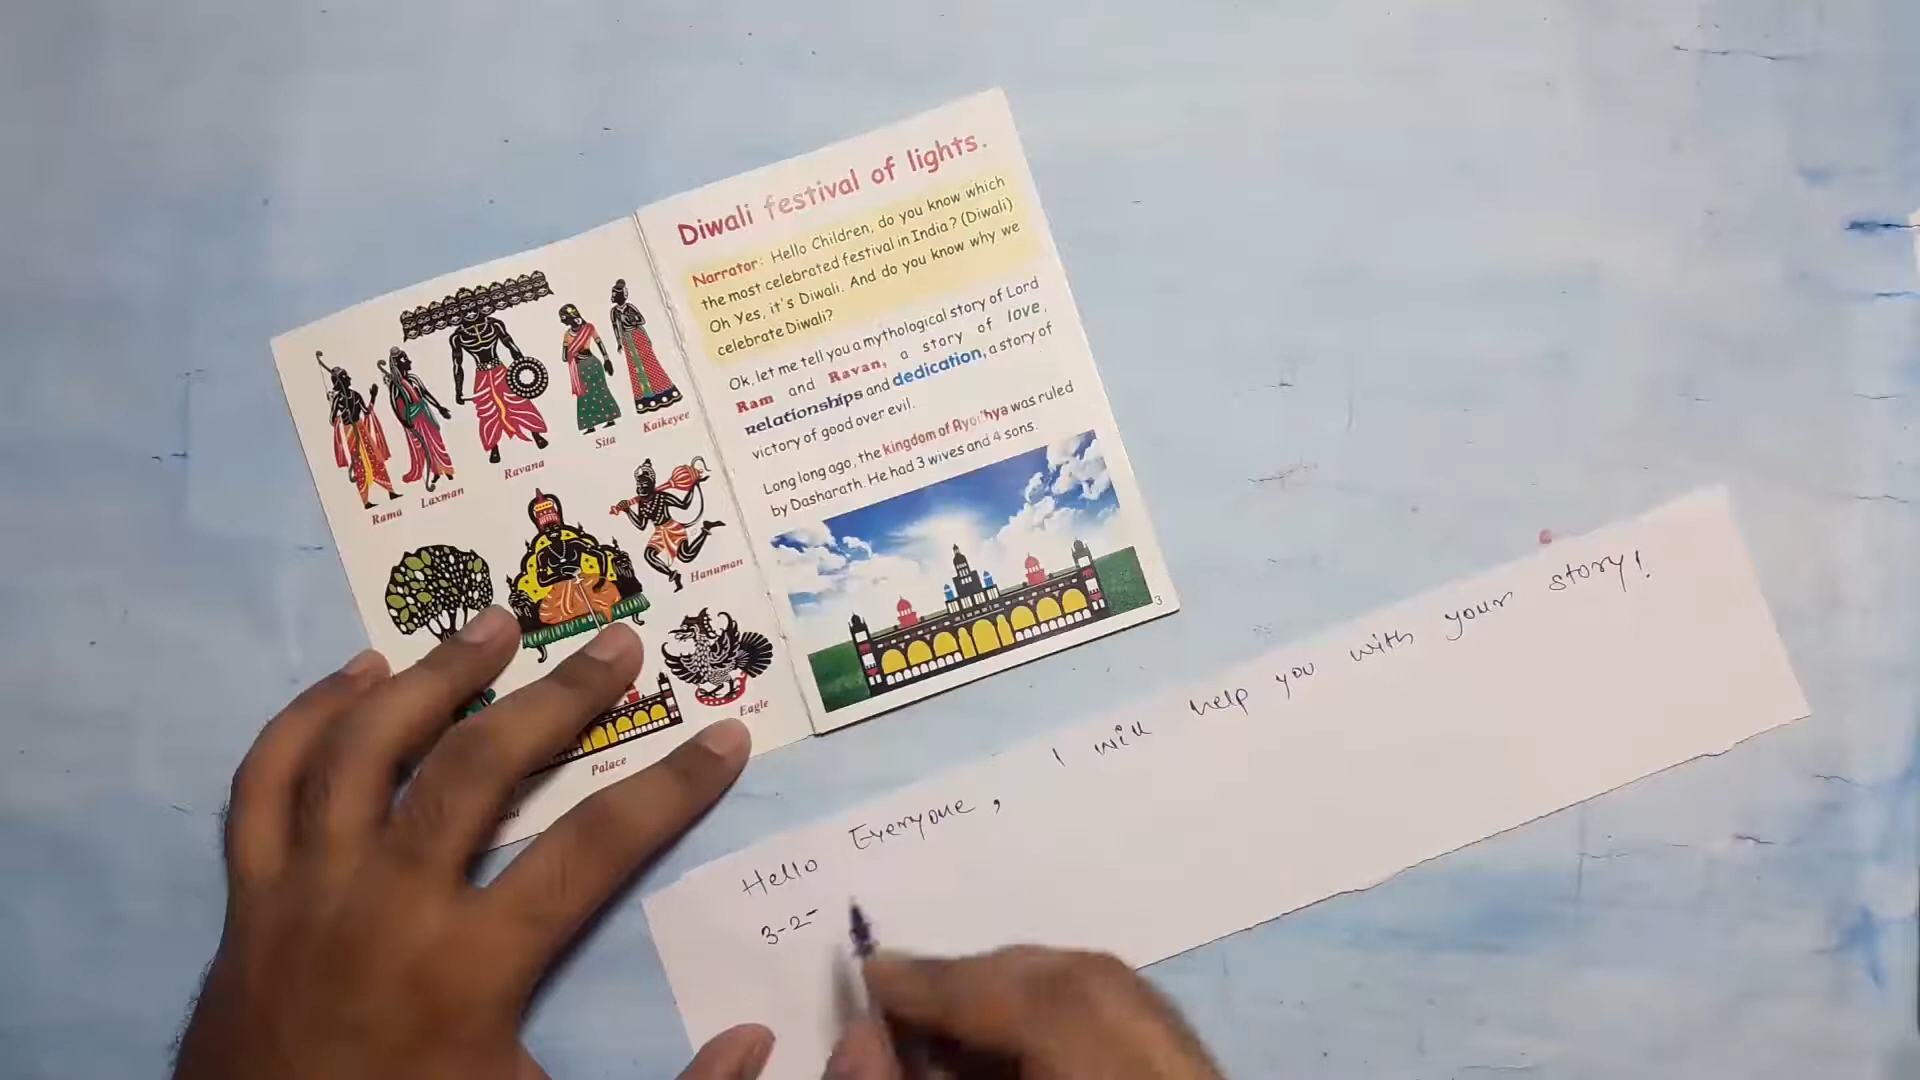 Rama
Laxman
Ravana
Sita
Kaikeyee
Hanuman
Eagle
Palace
Diwali festival of lights.
Narrator: Hello Children, do you know which
the most celebrated festival in India? (Diwali)
Oh Yes, it's Diwali. And do you know why we
celebrate Diwali?
Ok, let me tell you a mythological story of Lord
Ram and Ravan, a story of love,
relationships and dedication, a story of
victory of good over evil.
Long long ago, the kingdom of Ayodhya was ruled
by Dasharath. He had 3 wives and 4 sons.
3
Hello Everyone, I will help you with your story!
3-2-